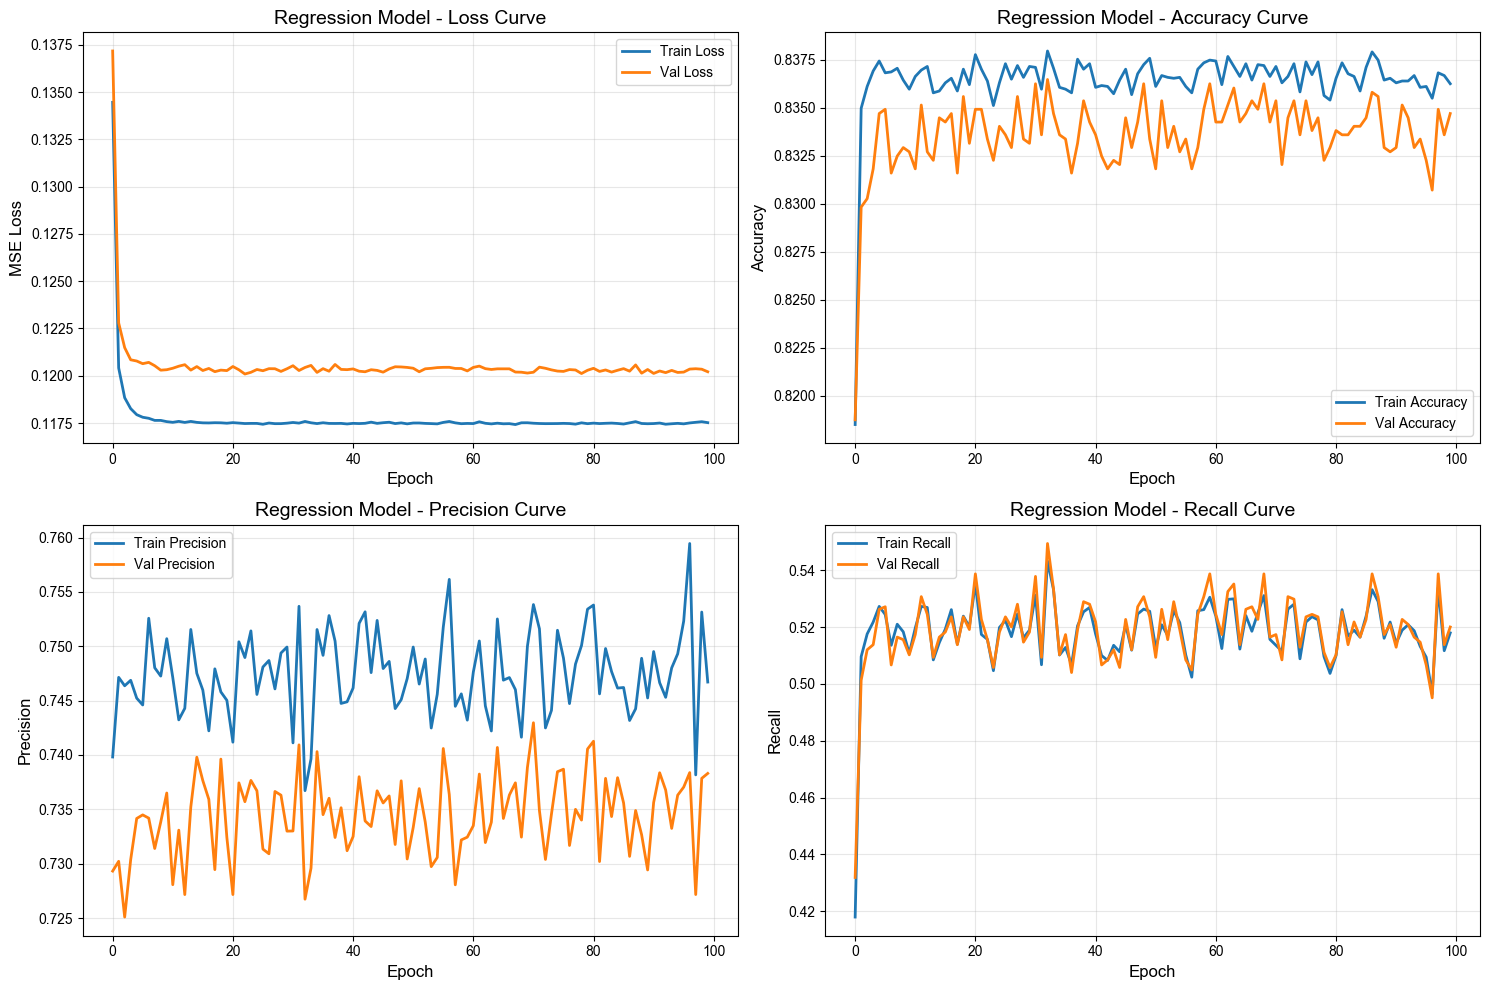 Regression Model - Loss Curve
0.1375
0.1350
0.1325
0.1300
0.1275
0.1250
0.1225
0.1200
0.1175
MSE Loss
Train Loss
Val Loss
0 20 40 60 80 100
Epoch
Regression Model - Accuracy Curve
0.8375
0.8350
0.8325
0.8300
0.8275
0.8250
0.8225
0.8200
Accuracy
Train Accuracy
Val Accuracy
0 20 40 60 80 100
Epoch
Regression Model - Precision Curve
0.760
0.755
0.750
0.745
0.740
0.735
0.730
0.725
Precision
Train Precision
Val Precision
0 20 40 60 80 100
Epoch
Regression Model - Recall Curve
0.54
0.52
0.50
0.48
0.46
0.44
0.42
Recall
Train Recall
Val Recall
0 20 40 60 80 100
Epoch